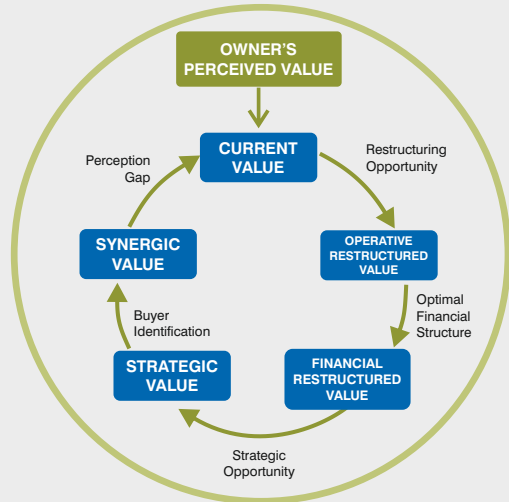 OWNER'S
PERCEIVED VALUE
CURRENT
VALUE
Restructuring
Opportunity
OPERATIVE
RESTRUCTURED
VALUE
Optimal
Financial
Structure
FINANCIAL
RESTRUCTURED
VALUE
Strategic
Opportunity
STRATEGIC
VALUE
Buyer
Identification
SYNERGIC
VALUE
Perception
Gap